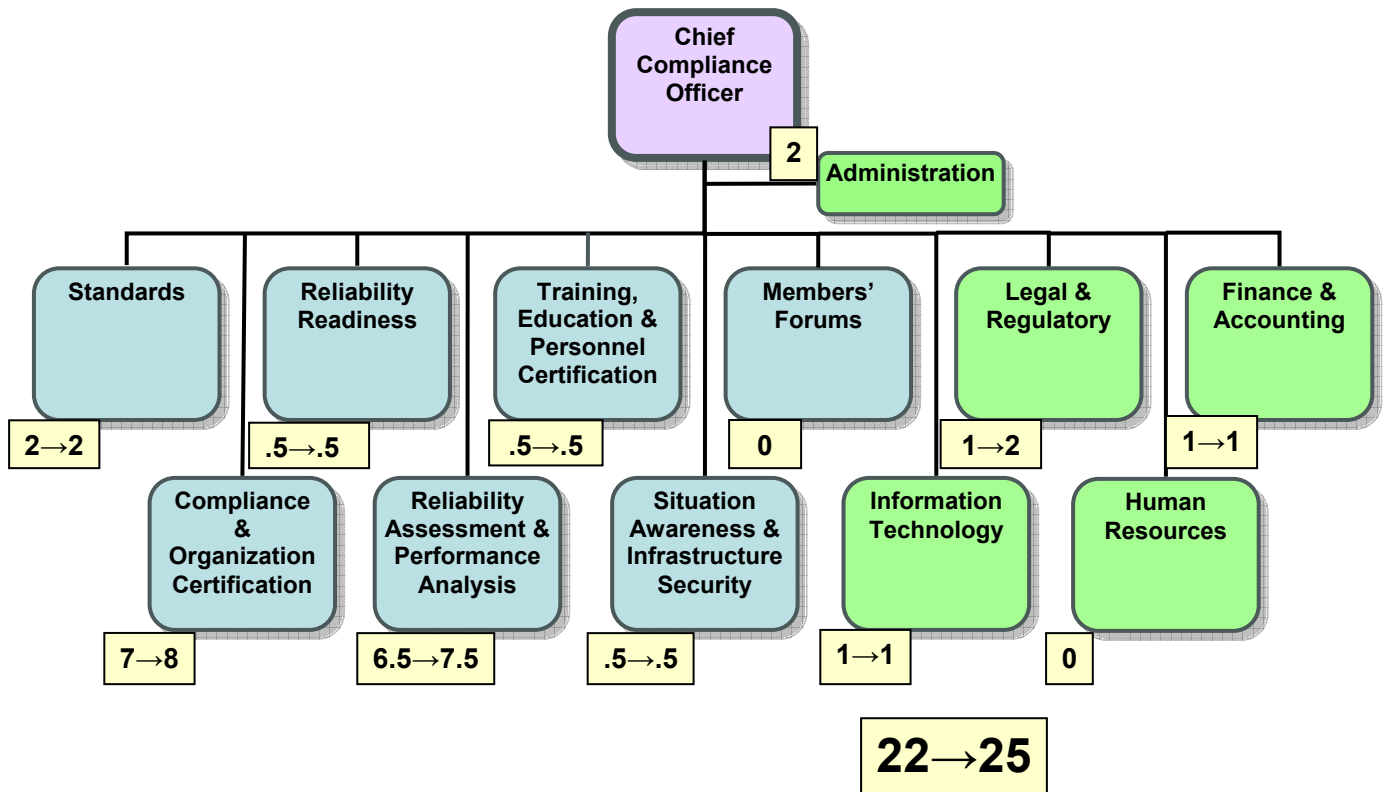 Chief
Compliance
Officer
2
Administration
Standards
2→2
Reliability
Readiness
.5→.5
Training,
Education &
Personnel
Certification
.5→.5
Members’
Forums
0
Legal &
Regulatory
1→2
Finance &
Accounting
1→1
Compliance
&
Organization
Certification
7→8
Reliability
Assessment &
Performance
Analysis
6.5→7.5
Situation
Awareness &
Infrastructure
Security
.5→.5
Information
Technology
1→1
Human
Resources
0
22→25